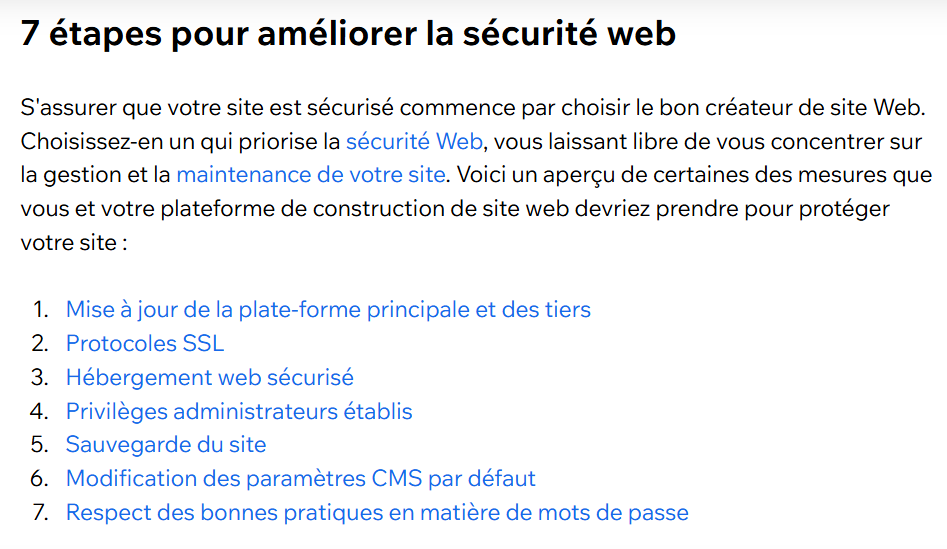 7 étapes pour améliorer la sécurité web
S'assurer que votre site est sécurisé commence par choisir le bon créateur de site Web.
Choisissez-en un qui priorise la sécurité Web, vous laissant libre de vous concentrer sur
la gestion et la maintenance de votre site. Voici un aperçu de certaines des mesures que
vous et votre plateforme de construction de site web devriez prendre pour protéger
votre site :
1. Mise à jour de la plate-forme principale et des tiers
2. Protocoles SSL
3. Hébergement web sécurisé
4. Privilèges administrateurs établis
5. Sauvegarde du site
6. Modification des paramètres CMS par défaut
7. Respect des bonnes pratiques en matière de mots de passe